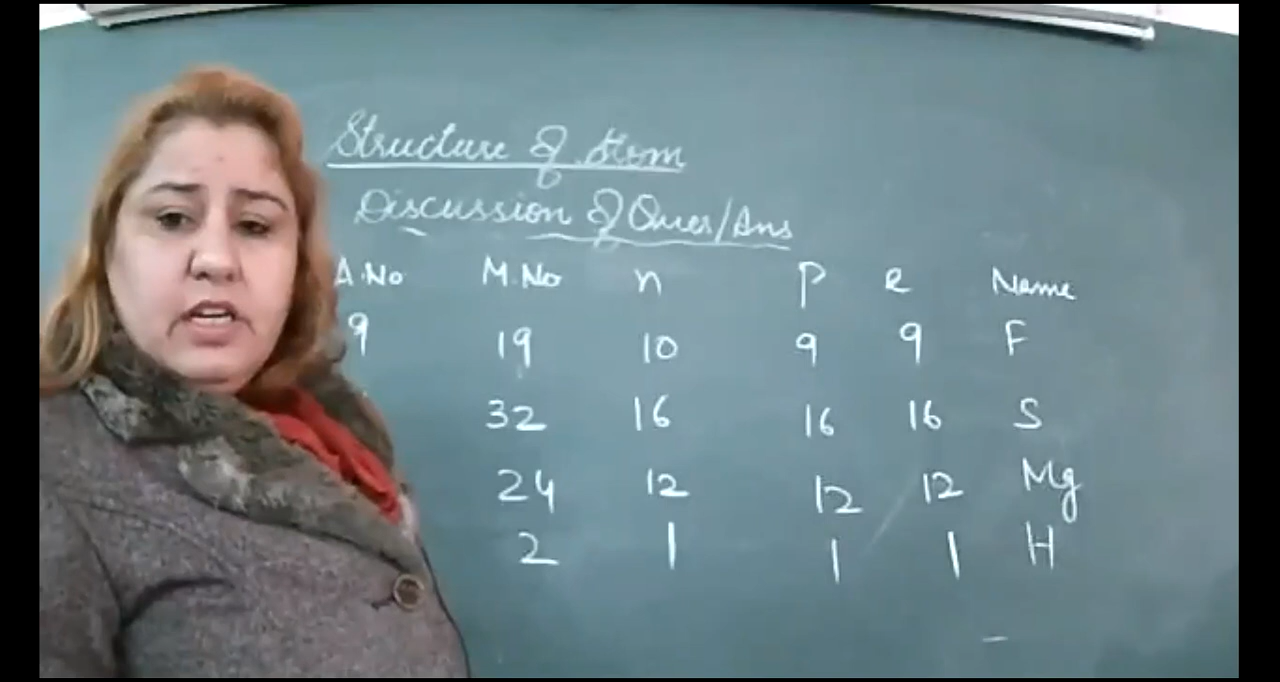 Structure of Atom
Discussion of Ques/Ans
A.No M.No n p e Name
9 19 10 9 9 F
32 16 16 16 S
24 12 12 12 Mg
2 1 1 1 H